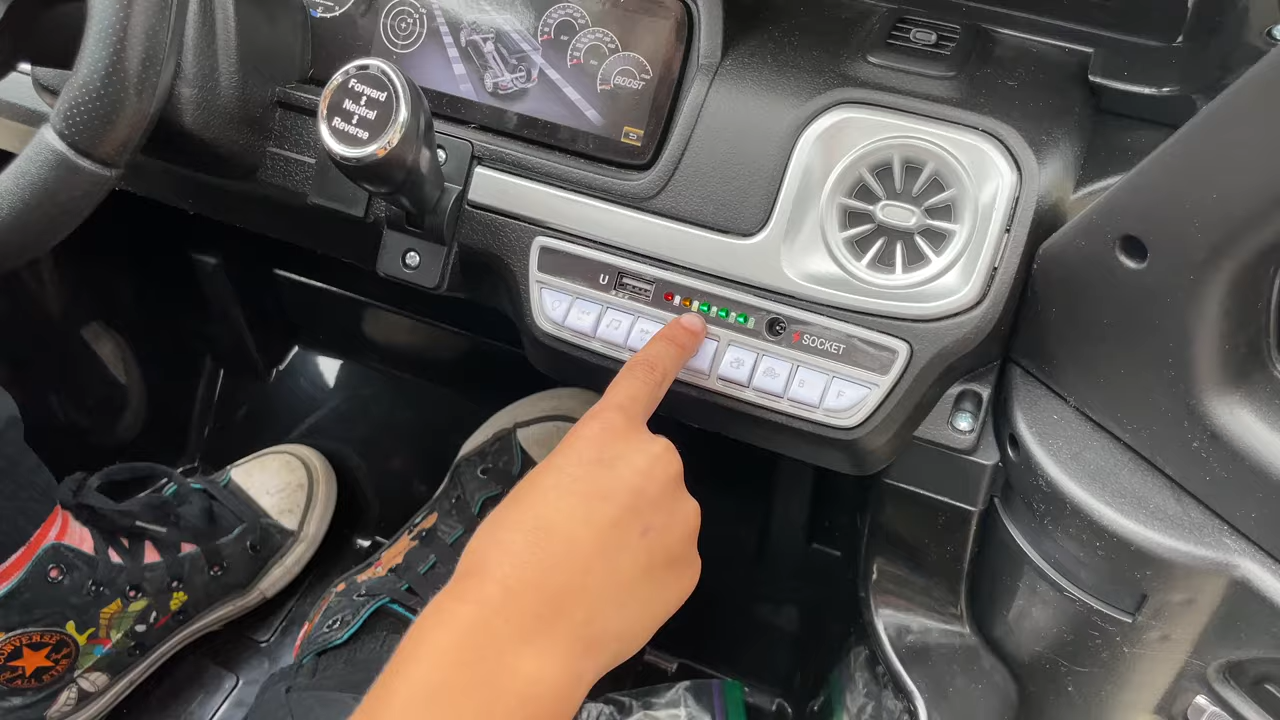 Forward
Neutral
Reverse
BOOST
U
SOCKET
B
F
CONVERSE
ALL STAR